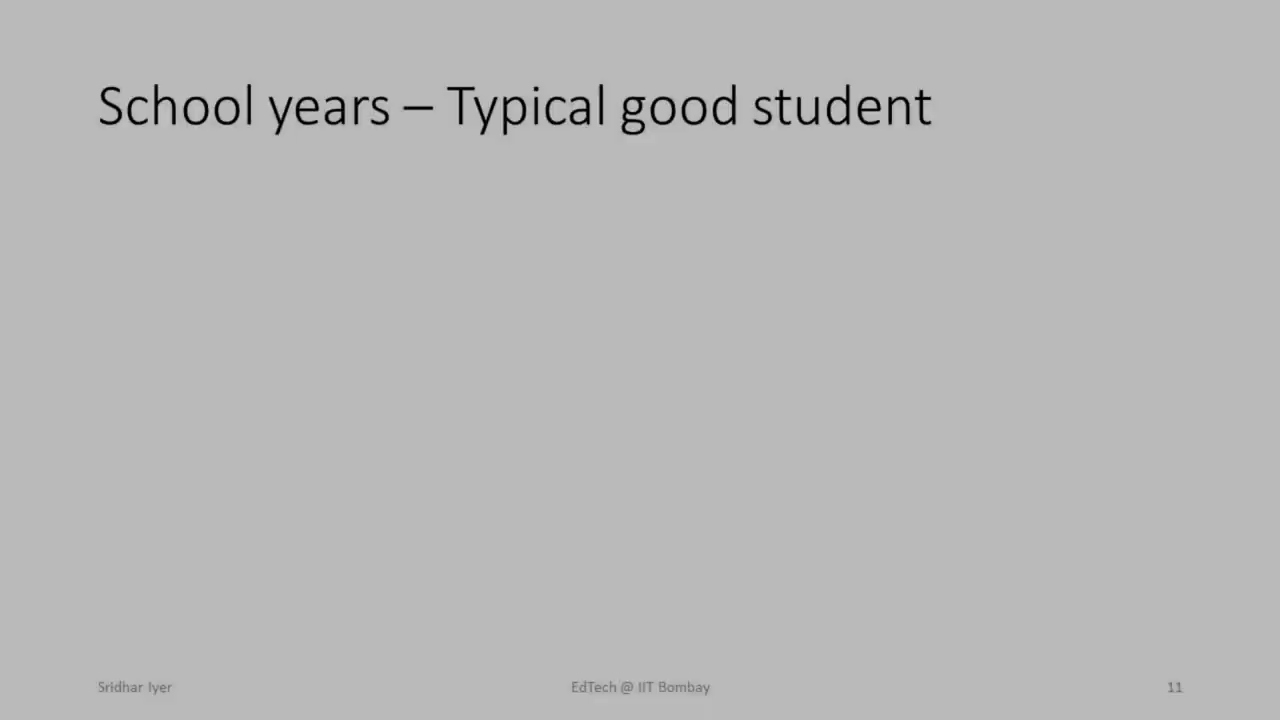 School years – Typical good student
Sridhar Iyer
EdTech @ IIT Bombay
11